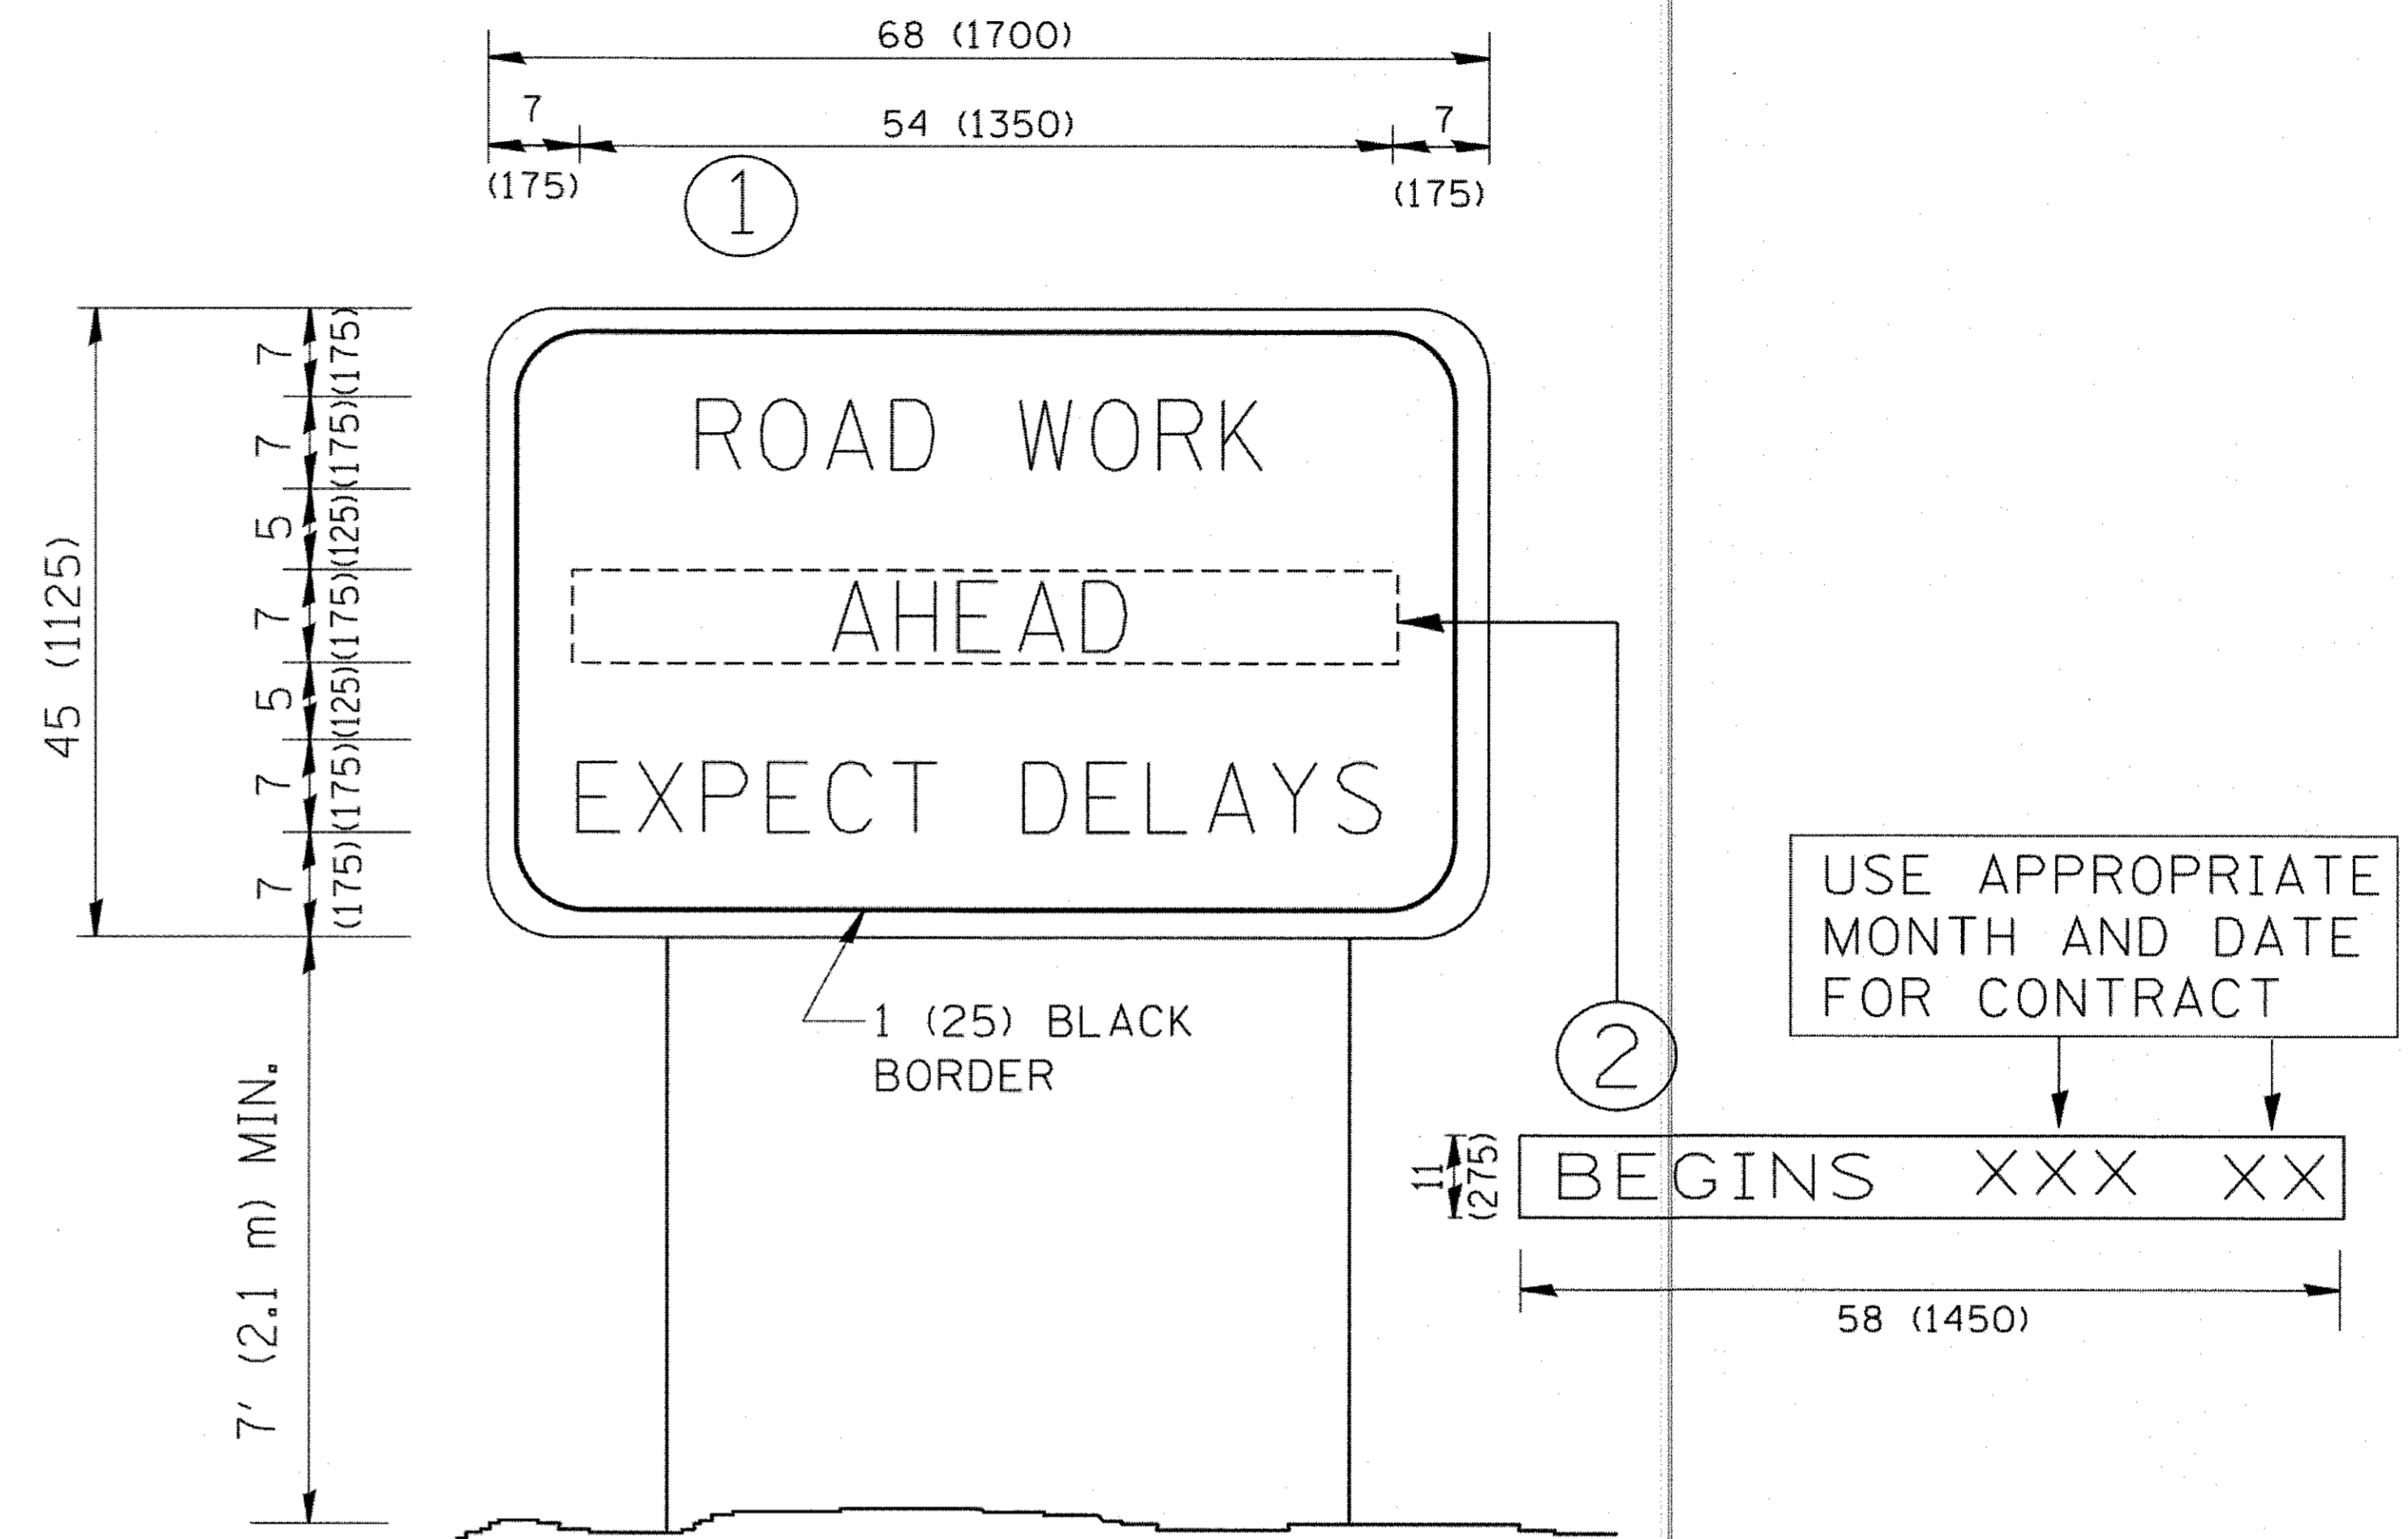 68 (1700)
7
54 (1350)
7
(175)
(175)
1
45 (1125)
7
(175)
7
(175)
5
(125)
7
(175)
5
(125)
7
(175)
7
(175)
ROAD WORK
AHEAD
EXPECT DELAYS
1 (25) BLACK
BORDER
7' (2.1 m) MIN.
2
USE APPROPRIATE
MONTH AND DATE
FOR CONTRACT
11
(275)
BEGINS XXX XX
58 (1450)